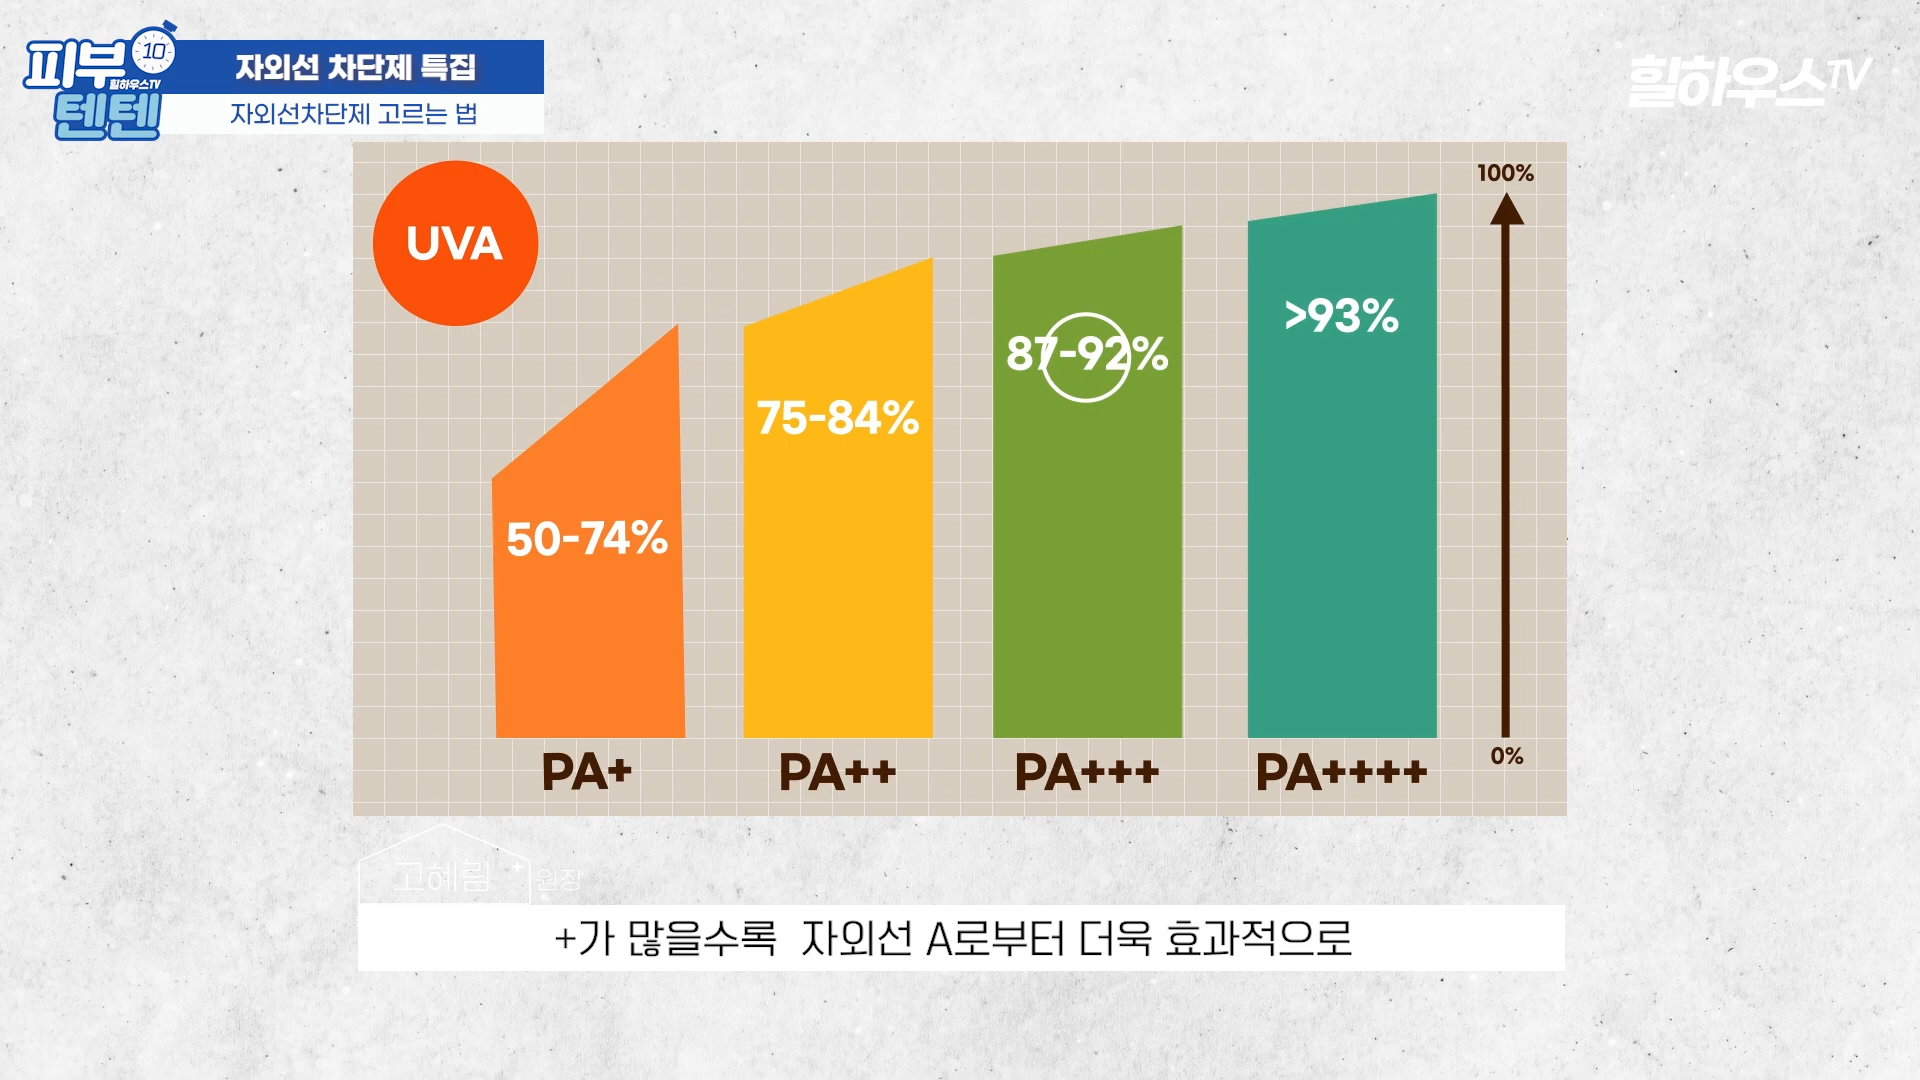 피부
10
힐하우스TV
텐텐
자외선 차단제 특집
자외선차단제 고르는 법
힐하우스TV
UVA
100%
>93%
87-92%
75-84%
50-74%
0%
PA+
PA++
PA+++
PA++++
고혜림 원장
+가 많을수록 자외선 A로부터 더욱 효과적으로